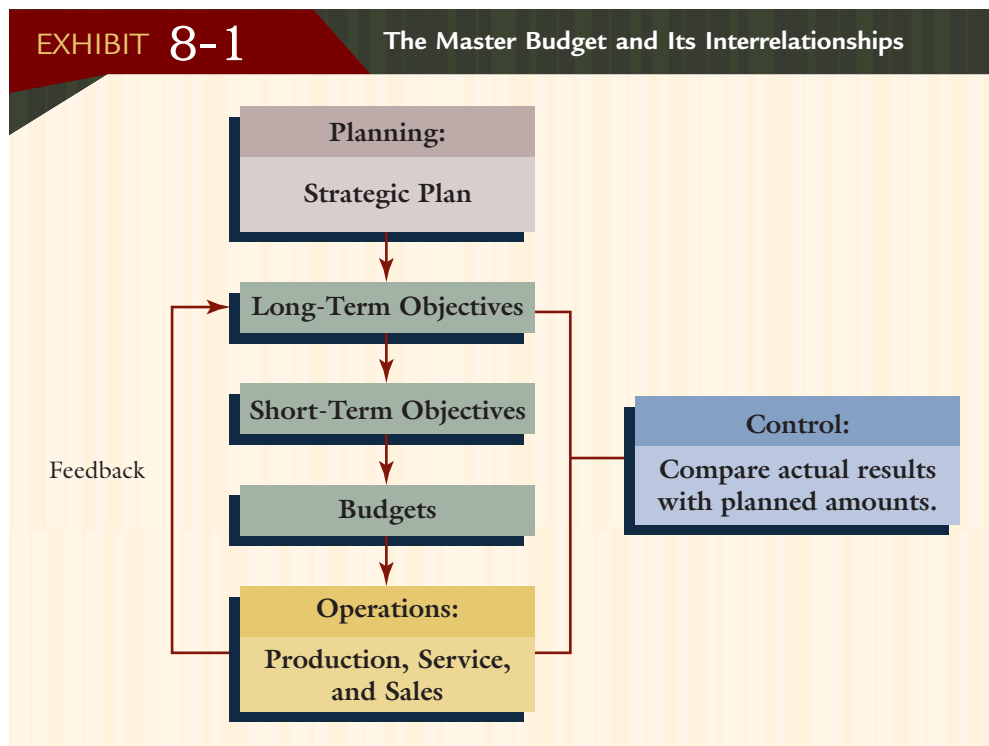 EXHIBIT 8-1
The Master Budget and Its Interrelationships
Planning:
Strategic Plan
Long-Term Objectives
Short-Term Objectives
Feedback
Budgets
Operations:
Production, Service,
and Sales
Control:
Compare actual results
with planned amounts.